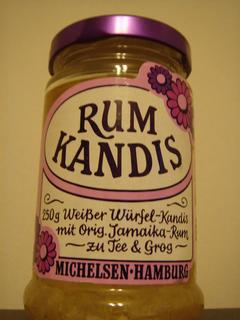 RUM
KANDIS
250g Weißer Würfel-Kandis
mit Orig. Jamaika-Rum
~ zu Tee & Grog ~
MICHELSEN·HAMBURG